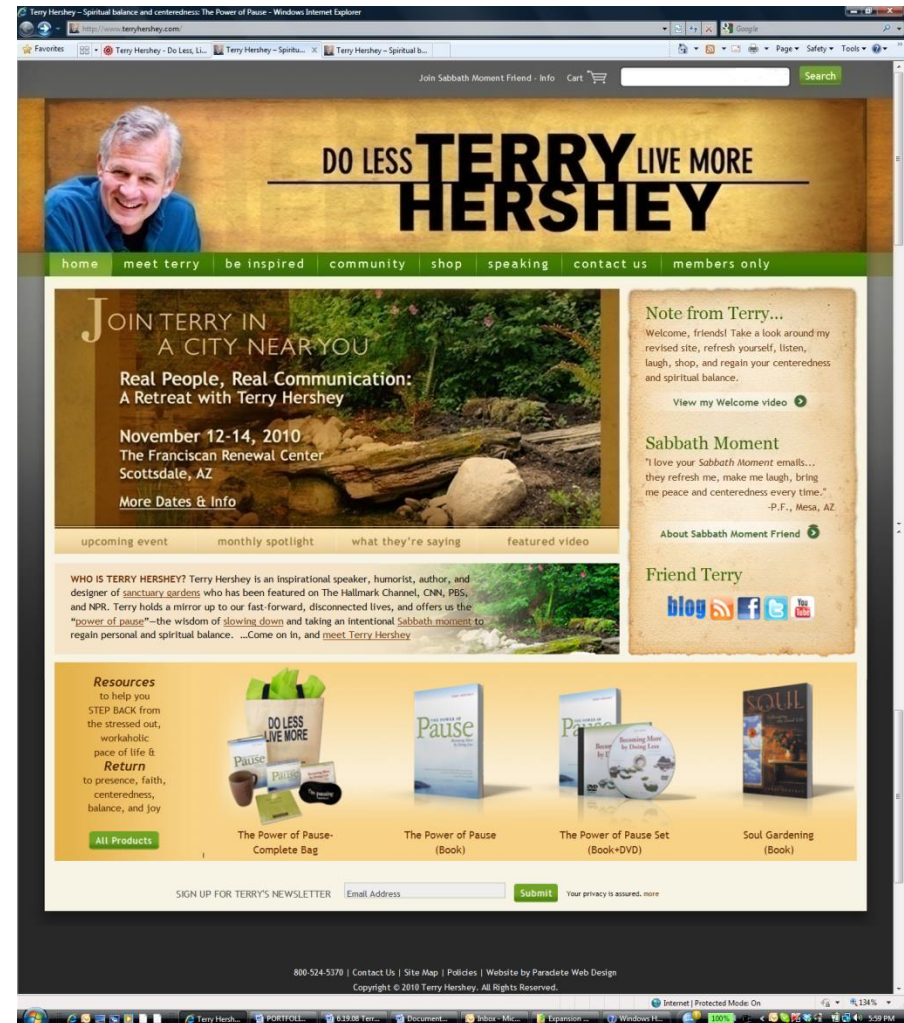 Terry Hershey – Spiritual balance and centeredness: The Power of Pause - Windows Internet Explorer
http://www.terryhershey.com/
Google
Favorites
Terry Hershey - Do Less, Li...
Terry Hershey – Spiritu...
Terry Hershey – Spiritual b...
Page
Safety
Tools
Join Sabbath Moment Friend - Info
Cart
Search
DO LESS TERRY LIVE MORE
HERSHEY
home
meet terry
be inspired
community
shop
speaking
contact us
members only
JOIN TERRY IN
A CITY NEAR YOU
Real People, Real Communication:
A Retreat with Terry Hershey
November 12-14, 2010
The Franciscan Renewal Center
Scottsdale, AZ
More Dates & Info
upcoming event
monthly spotlight
what they're saying
featured video
Note from Terry...
Welcome, friends! Take a look around my
revised site, refresh yourself, listen,
laugh, shop, and regain your centeredness
and spiritual balance.
View my Welcome video
Sabbath Moment
"I love your Sabbath Moment emails...
they refresh me, make me laugh, bring
me peace and centeredness every time."
-P.F., Mesa, AZ
About Sabbath Moment Friend
Friend Terry
blog
You
Tube
WHO IS TERRY HERSHEY? Terry Hershey is an inspirational speaker, humorist, author, and
designer of sanctuary gardens who has been featured on The Hallmark Channel, CNN, PBS,
and NPR. Terry holds a mirror up to our fast-forward, disconnected lives, and offers us the
"power of pause"—the wisdom of slowing down and taking an intentional Sabbath moment to
regain personal and spiritual balance. ...Come on in, and meet Terry Hershey
Resources
to help you
STEP BACK from
the stressed out,
workaholic
pace of life &
Return
to presence, faith,
centeredness,
balance, and joy
All Products
DO LESS
LIVE MORE
Pause
The Power of Pause-
Complete Bag
THE POWER OF
Pause
The Power of Pause
(Book)
Becoming More
by Doing Less
DVD
The Power of Pause Set
(Book+DVD)
SOUL
Soul Gardening
(Book)
SIGN UP FOR TERRY'S NEWSLETTER
Email Address
Submit
Your privacy is assured. more
800-524-5370 | Contact Us | Site Map | Policies | Website by Paraclete Web Design
Copyright © 2010 Terry Hershey. All Rights Reserved.
Internet | Protected Mode: On
134%
Terry Hersh...
PORTFOLI...
6.19.08 Terr...
Document...
Inbox - Mic...
Expansion ...
Windows H...
100%
5:59 PM